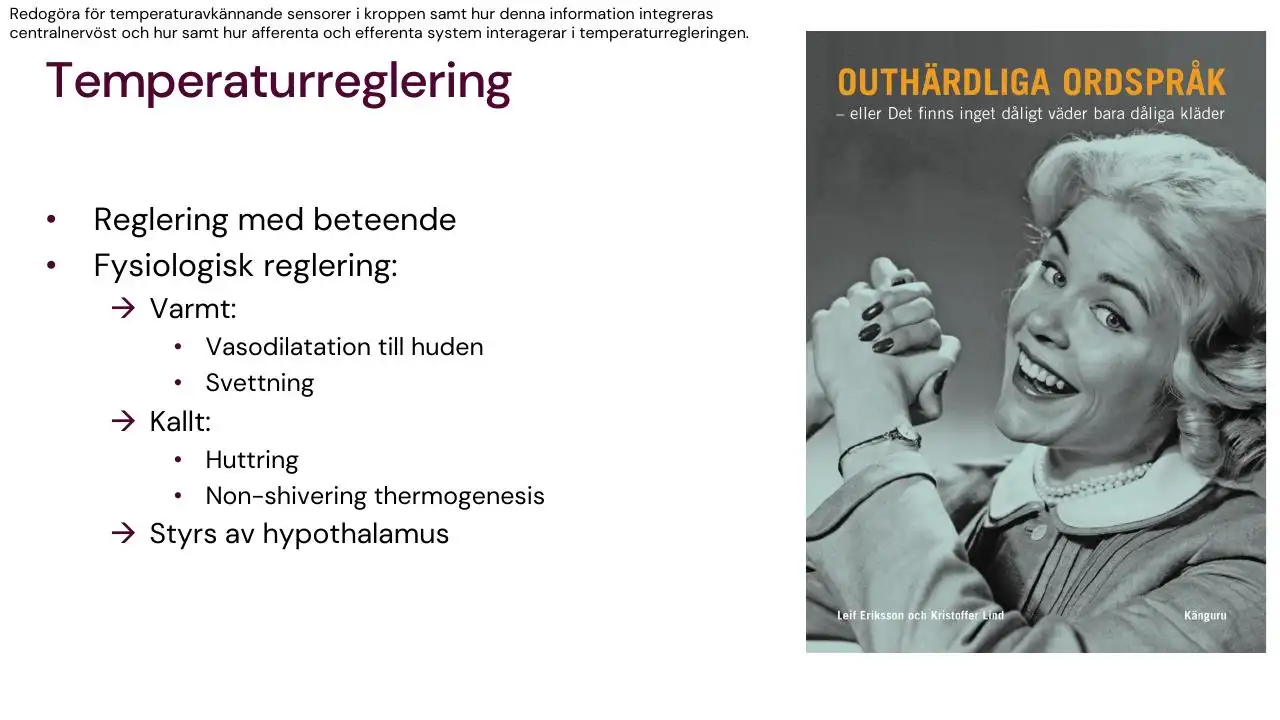 Redogöra för temperaturavkännande sensorer i kroppen samt hur denna information integreras
centralnervöst och hur samt hur afferenta och efferenta system interagerar i temperaturregleringen.
Temperaturreglering
• Reglering med beteende
• Fysiologisk reglering:
→ Varmt:
• Vasodilatation till huden
• Svettning
→ Kallt:
• Huttring
• Non-shivering thermogenesis
→ Styrs av hypothalamus
OUTHÄRDLIGA ORDSPRÅK
– eller Det finns inget dåligt väder bara dåliga kläder
Leif Eriksson och Kristoffer Lind
Känguru